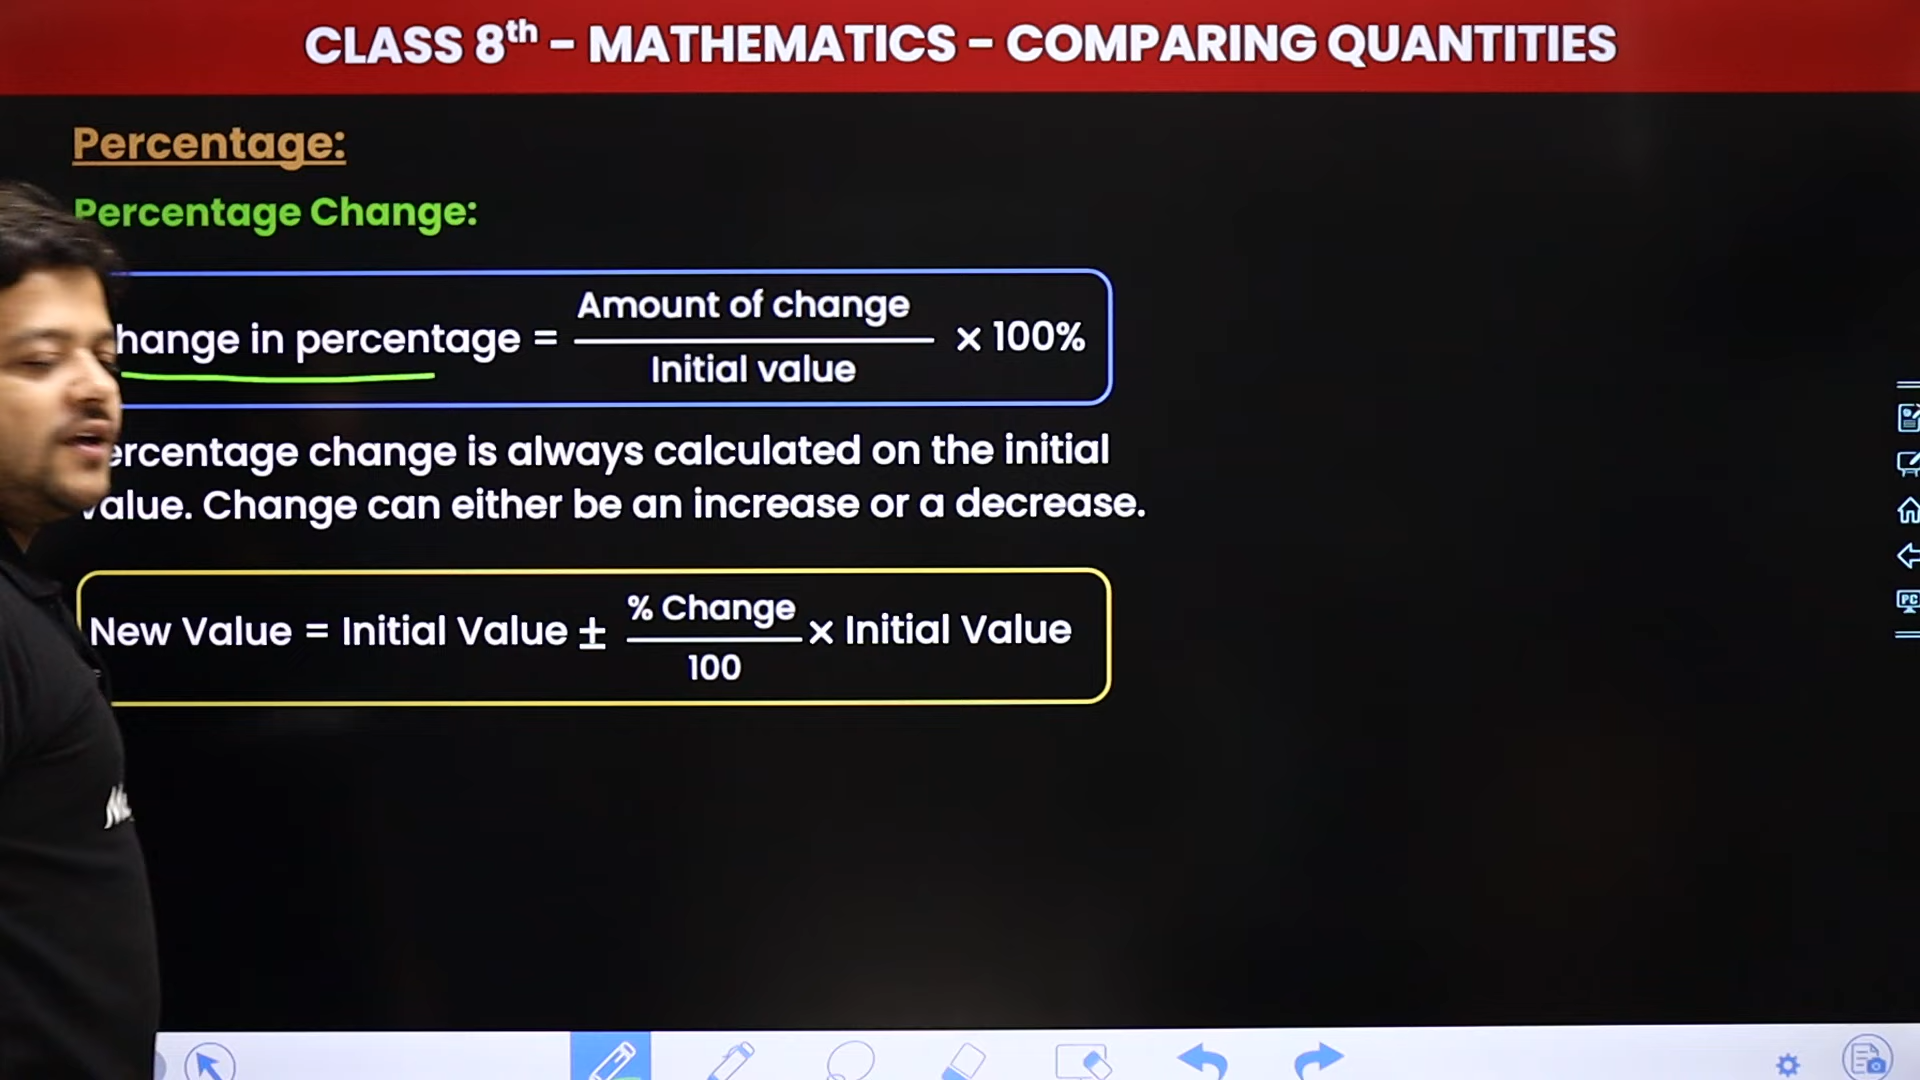 CLASS 8th - MATHEMATICS - COMPARING QUANTITIES
Percentage:
Percentage Change:
hange in percentage = Amount of change / Initial value × 100%
ercentage change is always calculated on the initial
value. Change can either be an increase or a decrease.
New Value = Initial Value ± % Change / 100 × Initial Value
PC